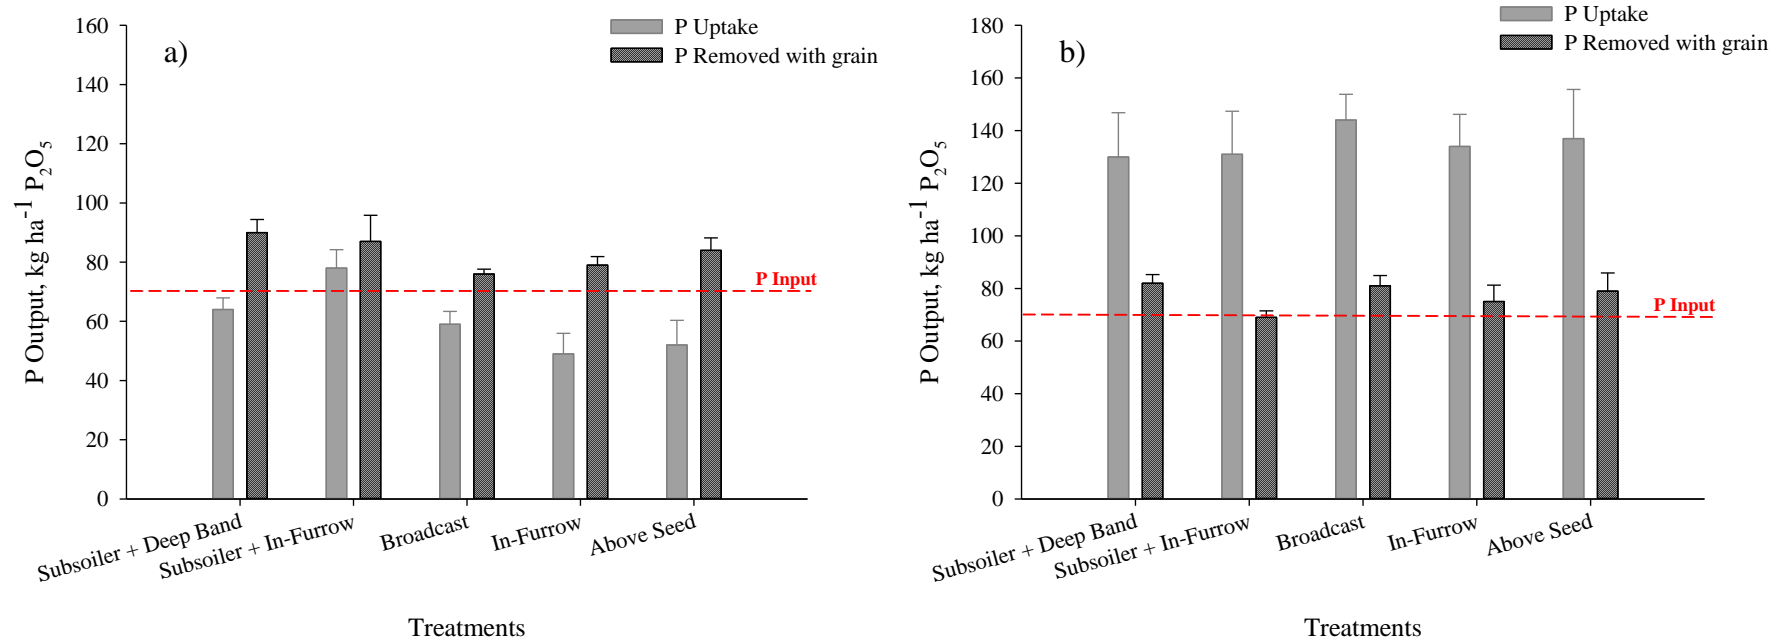 a)
P Uptake
P Removed with grain
P Output, kg ha-1 P2O5
160
140
120
100
80
60
40
20
0
P Input
Subsoiler + Deep Band
Subsoiler + In-Furrow
Broadcast
In-Furrow
Above Seed
Treatments
b)
P Uptake
P Removed with grain
P Output, kg ha-1 P2O5
180
160
140
120
100
80
60
40
20
0
P Input
Subsoiler + Deep Band
Subsoiler + In-Furrow
Broadcast
In-Furrow
Above Seed
Treatments